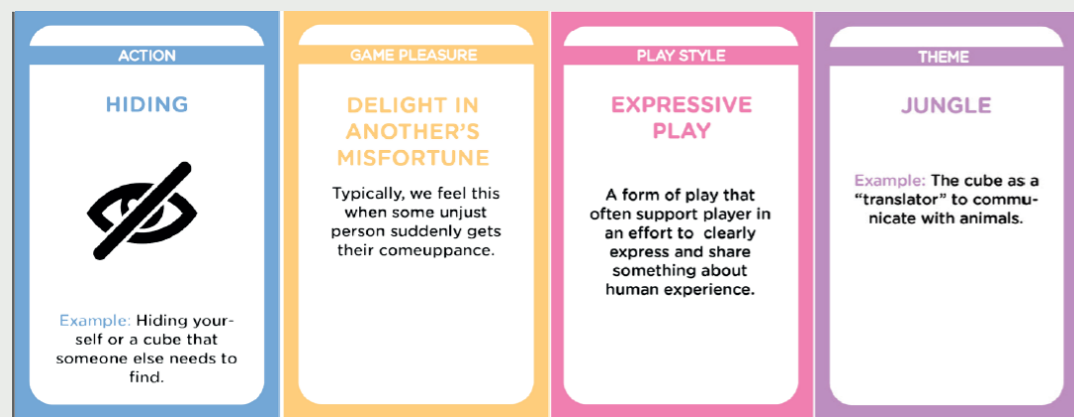 ACTION
HIDING
Example: Hiding your-
self or a cube that
someone else needs to
find.
GAME PLEASURE
DELIGHT IN
ANOTHER'S
MISFORTUNE
Typically, we feel this
when some unjust
person suddenly gets
their comeuppance.
PLAY STYLE
EXPRESSIVE
PLAY
A form of play that
often support player in
an effort to clearly
express and share
something about
human experience.
THEME
JUNGLE
Example: The cube as a
“translator” to commu-
nicate with animals.